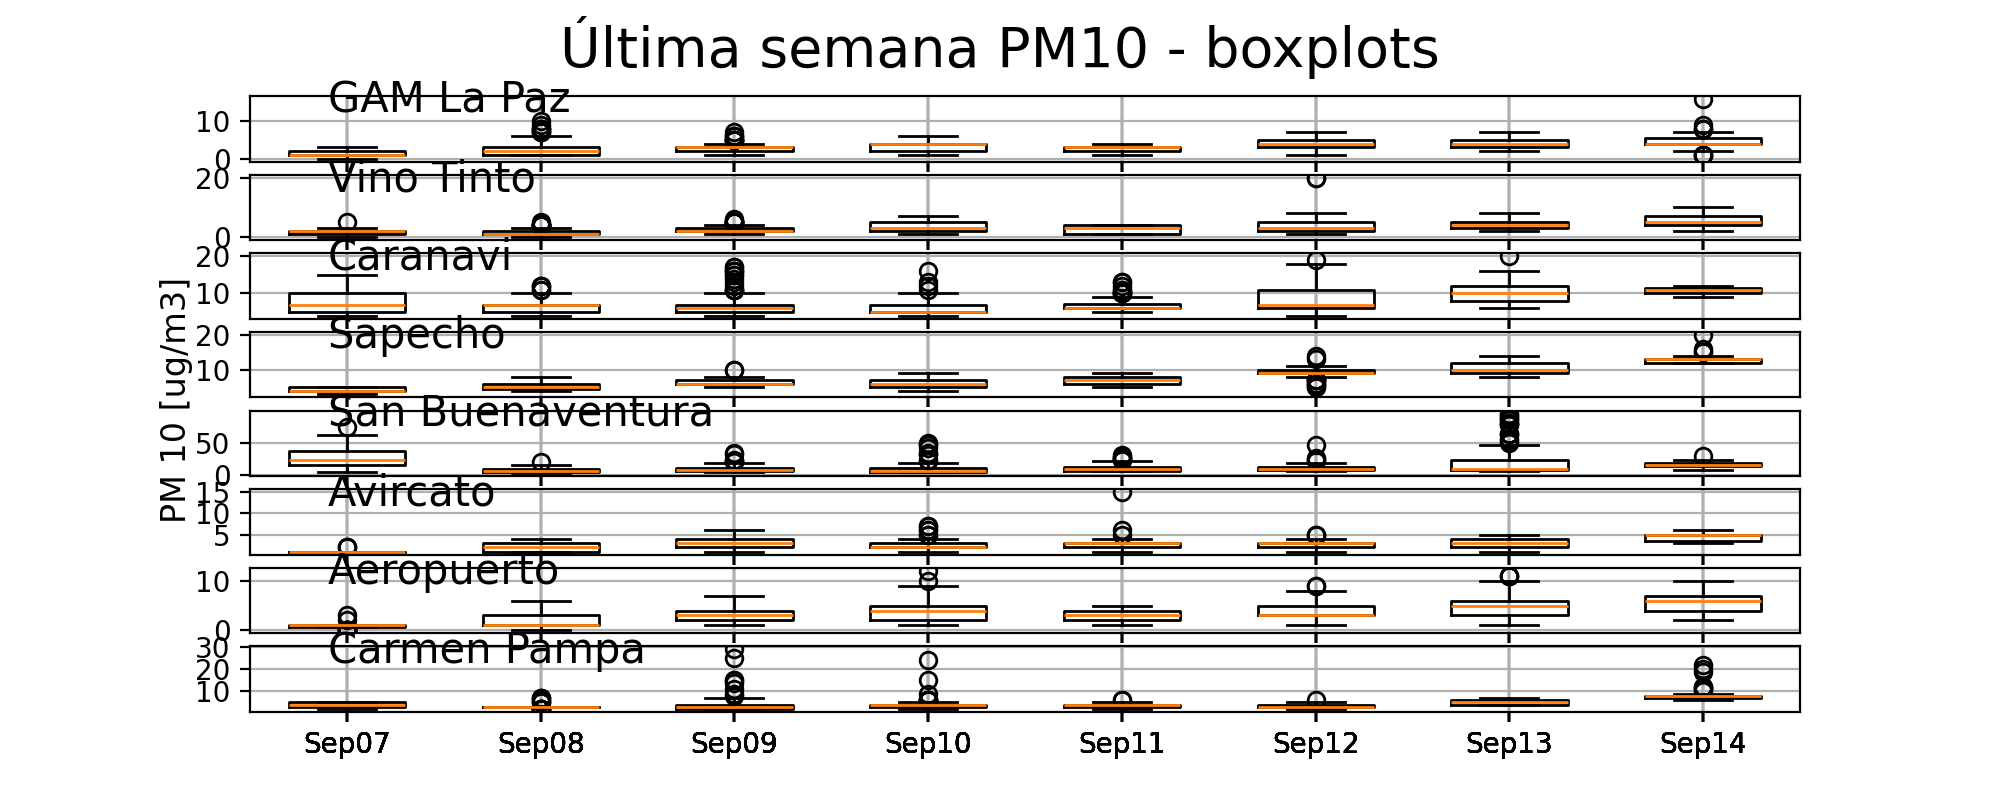 Última semana PM10 - boxplots
PM 10 [ug/m3]
GAM La Paz
10
0
Vino Tinto
20
0
Caranavi
20
10
Sapecho
20
10
San Buenaventura
50
0
Avircato
15
10
5
Aeropuerto
10
0
Carmen Pampa
30
20
10
Sep07 Sep08 Sep09 Sep10 Sep11 Sep12 Sep13 Sep14